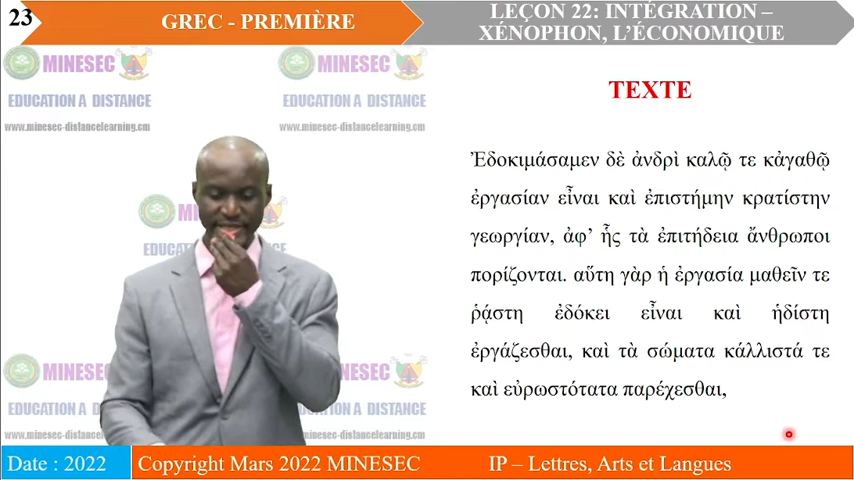 23
GREC - PREMIÈRE
LEÇON 22: INTÉGRATION –
XÉNOPHON, L'ÉCONOMIQUE
MINESEC
MINESEC
EDUCATION A DISTANCE
EDUCATION A DISTANCE
www.minesec-distancelearning.cm
www.minesec-distancelearning.cm
TEXTE
Ἐδοκιμάσαμεν δὲ ἀνδρὶ καλῷ τε κἀγαθῷ
ἐργασίαν εἶναι καὶ ἐπιστήμην κρατίστην
γεωργίαν, ἀφ' ἧς τὰ ἐπιτήδεια ἄνθρωποι
πορίζονται. αὕτη γὰρ ἡ ἐργασία μαθεῖν τε
ῥᾴστη ἐδόκει εἶναι καὶ ἡδίστη
ἐργάζεσθαι, καὶ τὰ σώματα κάλλιστά τε
καὶ εὐρωστότατα παρέχεσθαι,
MINESEC
EDUCATION A DISTANCE
www.minesec-distancelearning.cm
MINESEC
EDUCATION A DISTANCE
www.minesec-distancelearning.cm
Date : 2022
Copyright Mars 2022 MINESEC
IP – Lettres, Arts et Langues